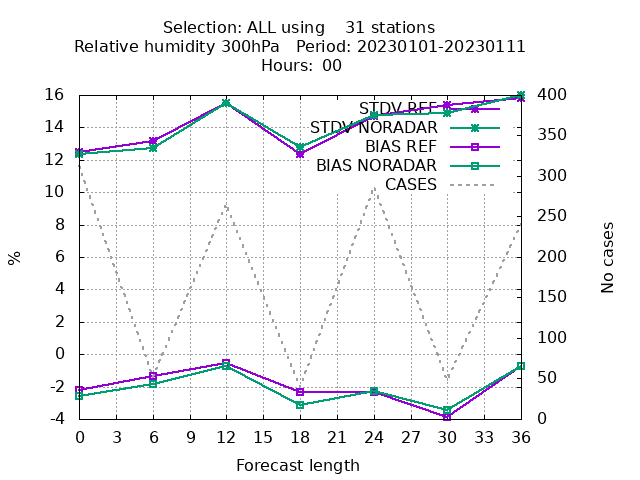 Selection: ALL using    31 stations
Relative humidity 300hPa   Period: 20230101-20230111
Hours: 00
16
14
12
10
8
6
4
2
0
-2
-4
%
STDV REF
STDV NORADAR
BIAS REF
BIAS NORADAR
CASES
400
350
300
250
200
150
100
50
0
No cases
0 3 6 9 12 15 18 21 24 27 30 33 36
Forecast length